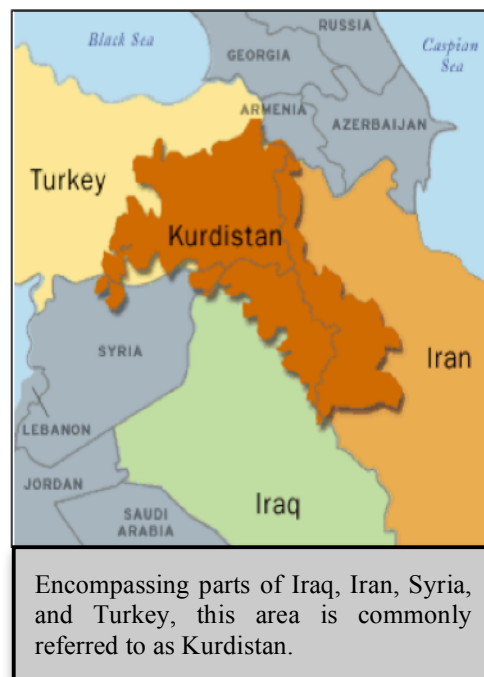 RUSSIA
Black Sea
Caspian
Sea
GEORGIA
ARMENIA
AZERBAIJAN
Turkey
Kurdistan
SYRIA
Iran
LEBANON
JORDAN
Iraq
SAUDI
ARABIA
Encompassing parts of Iraq, Iran, Syria,
and Turkey, this area is commonly
referred to as Kurdistan.